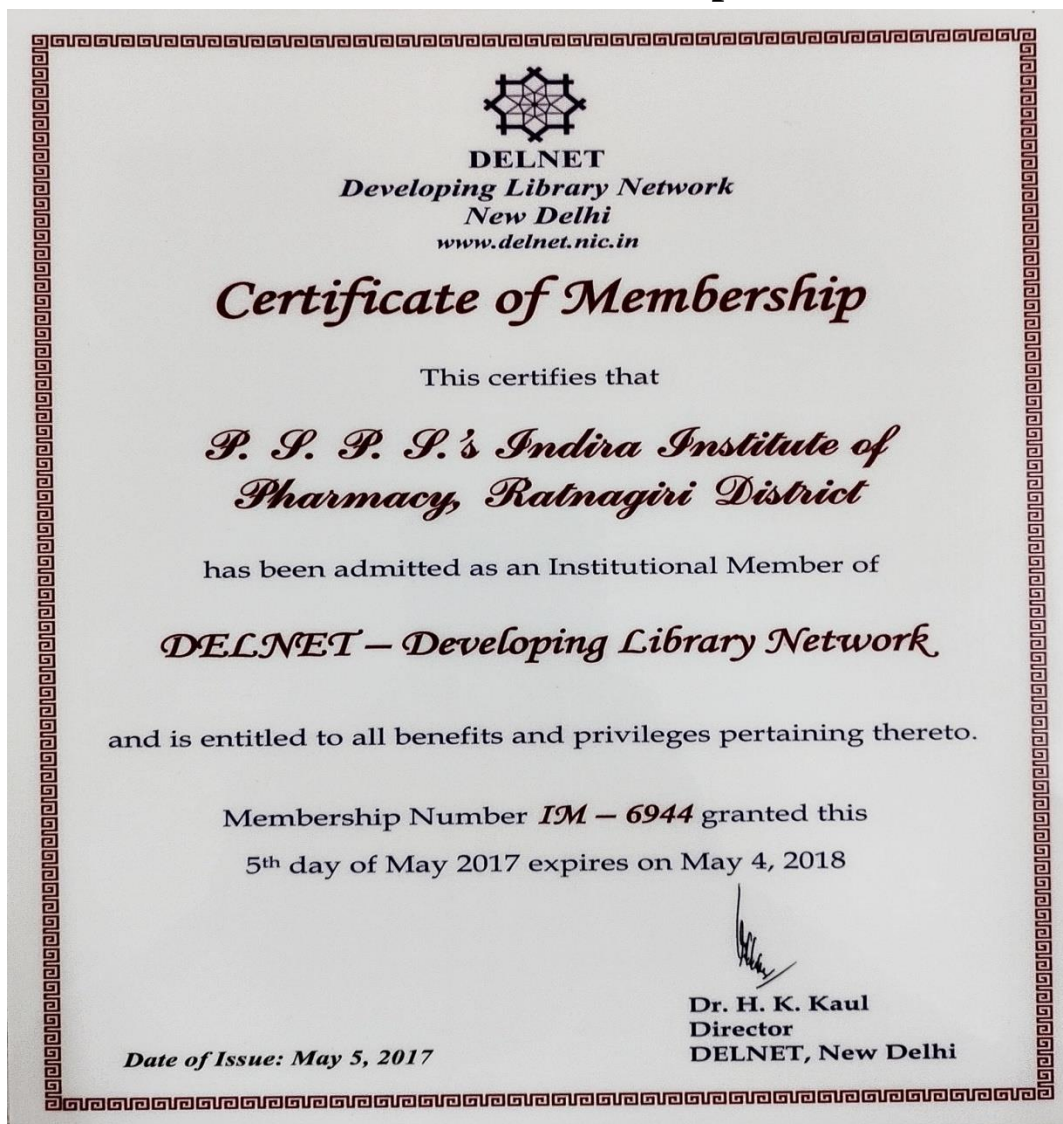 DELNET
Developing Library Network
New Delhi
www.delnet.nic.in
Certificate of Membership
This certifies that
P. S. P. S.'s Indira Institute of
Pharmacy, Ratnagiri District
has been admitted as an Institutional Member of
DELNET – Developing Library Network
and is entitled to all benefits and privileges pertaining thereto.
Membership Number IM – 6944 granted this
5th day of May 2017 expires on May 4, 2018
Dr. H. K. Kaul
Director
DELNET, New Delhi
Date of Issue: May 5, 2017